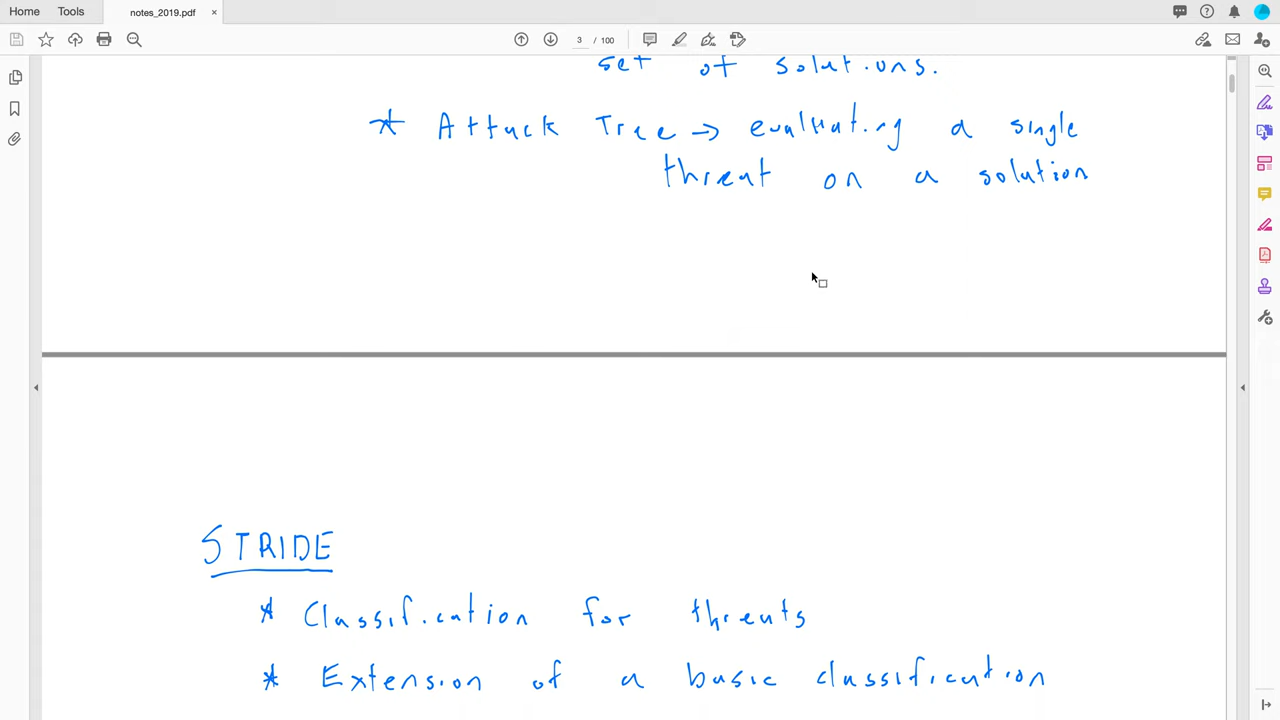 Home Tools notes_2019.pdf ×
3 / 100
set of solutions.
* Attack Tree → evaluating a single
threat on a solution
STRIDE
* Classification for threats
* Extension of a basic classification